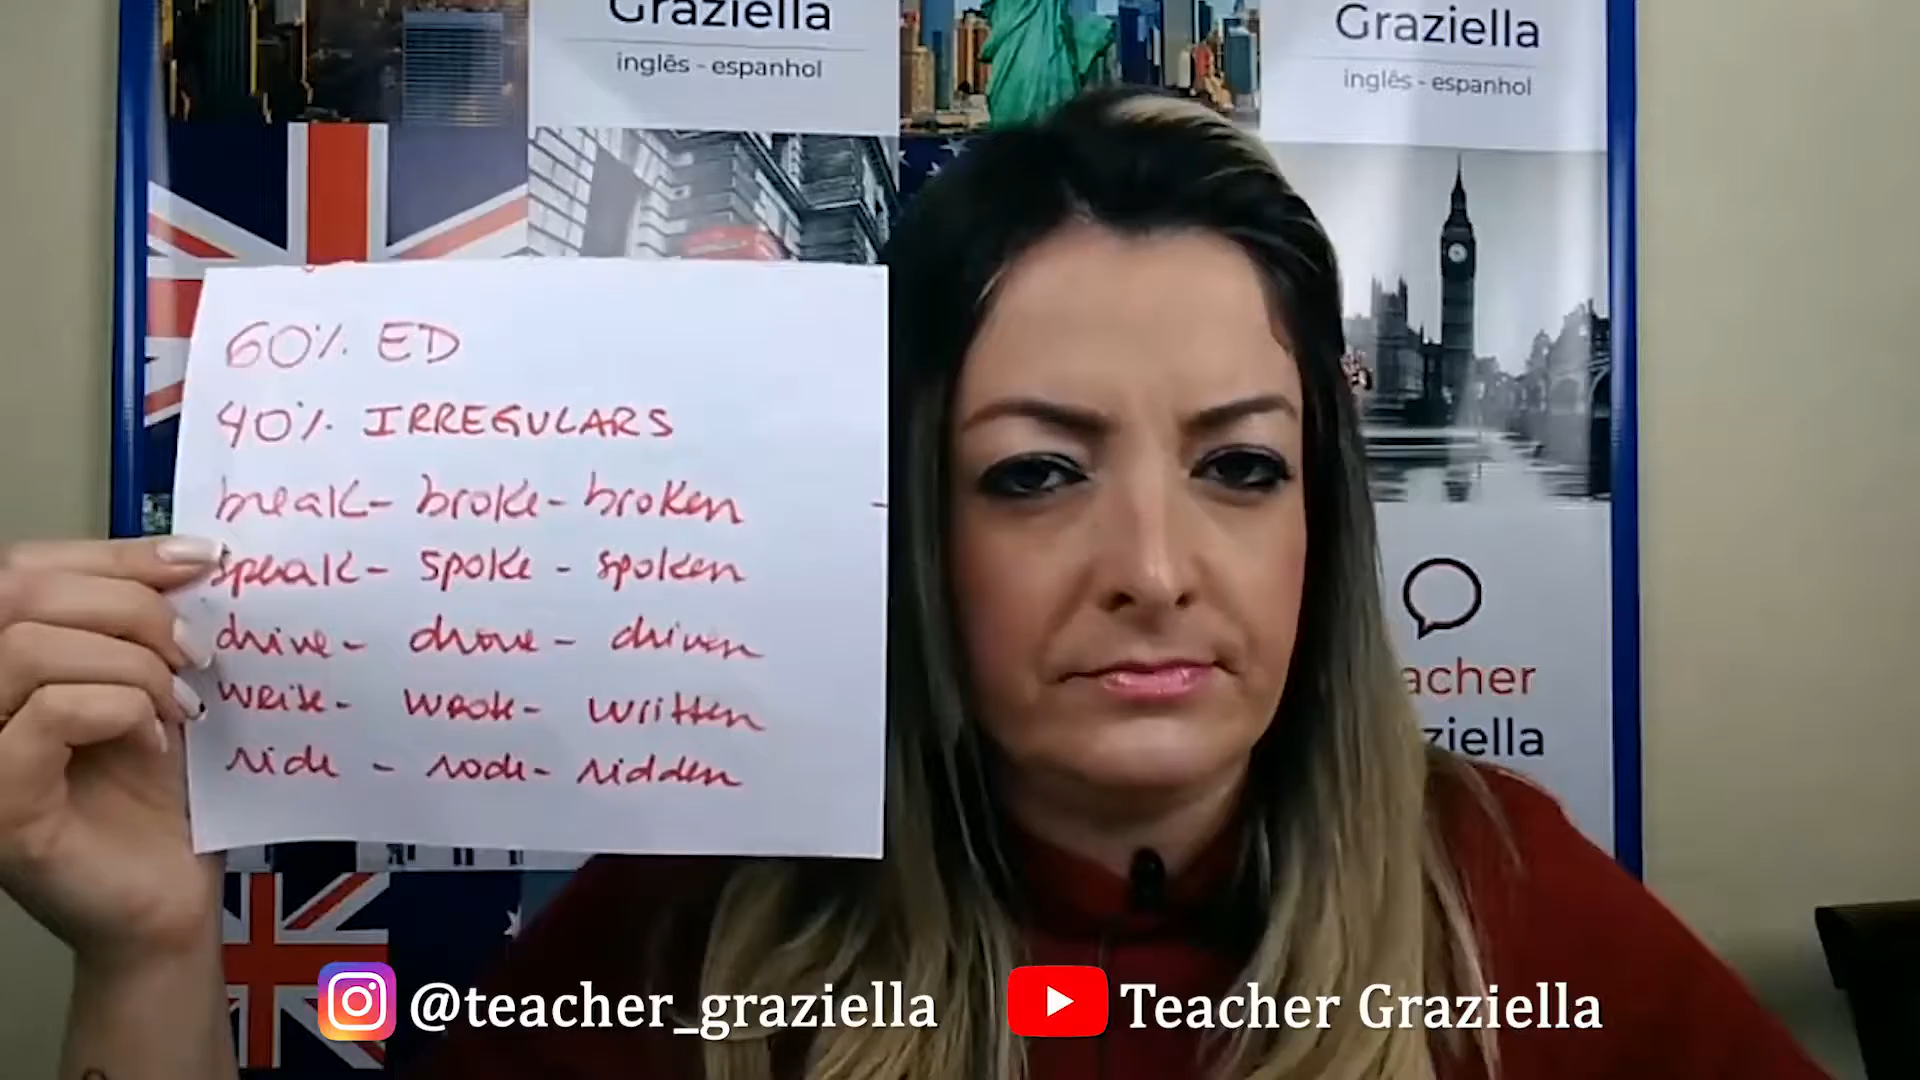 Graziella
inglês - espanhol
Graziella
inglês - espanhol
60% ED
40% IRREGULARS
break - broke - broken
speak - spoke - spoken
drive - drove - driven
write - wrote - written
ride - rode - ridden
acher
ziella
@teacher_graziella
Teacher Graziella